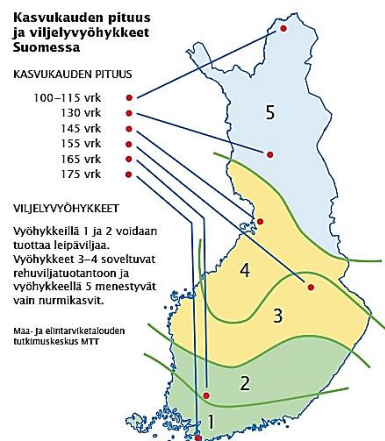 Kasvukauden pituus
ja viljelyvyöhykkeet
Suomessa
KASVUKAUDEN PITUUS
100–115 vrk
130 vrk
145 vrk
155 vrk
165 vrk
175 vrk
VILJELYVYÖHYKKEET
Vyöhykkeillä 1 ja 2 voidaan
tuottaa leipäviljaa.
Vyöhykkeet 3–4 soveltuvat
rehuviljatuotantoon ja
vyöhykkeellä 5 menestyvät
vain nurmikasvit.
Maa- ja elintarviketalouden
tutkimuskeskus MTT
5
4
3
2
1